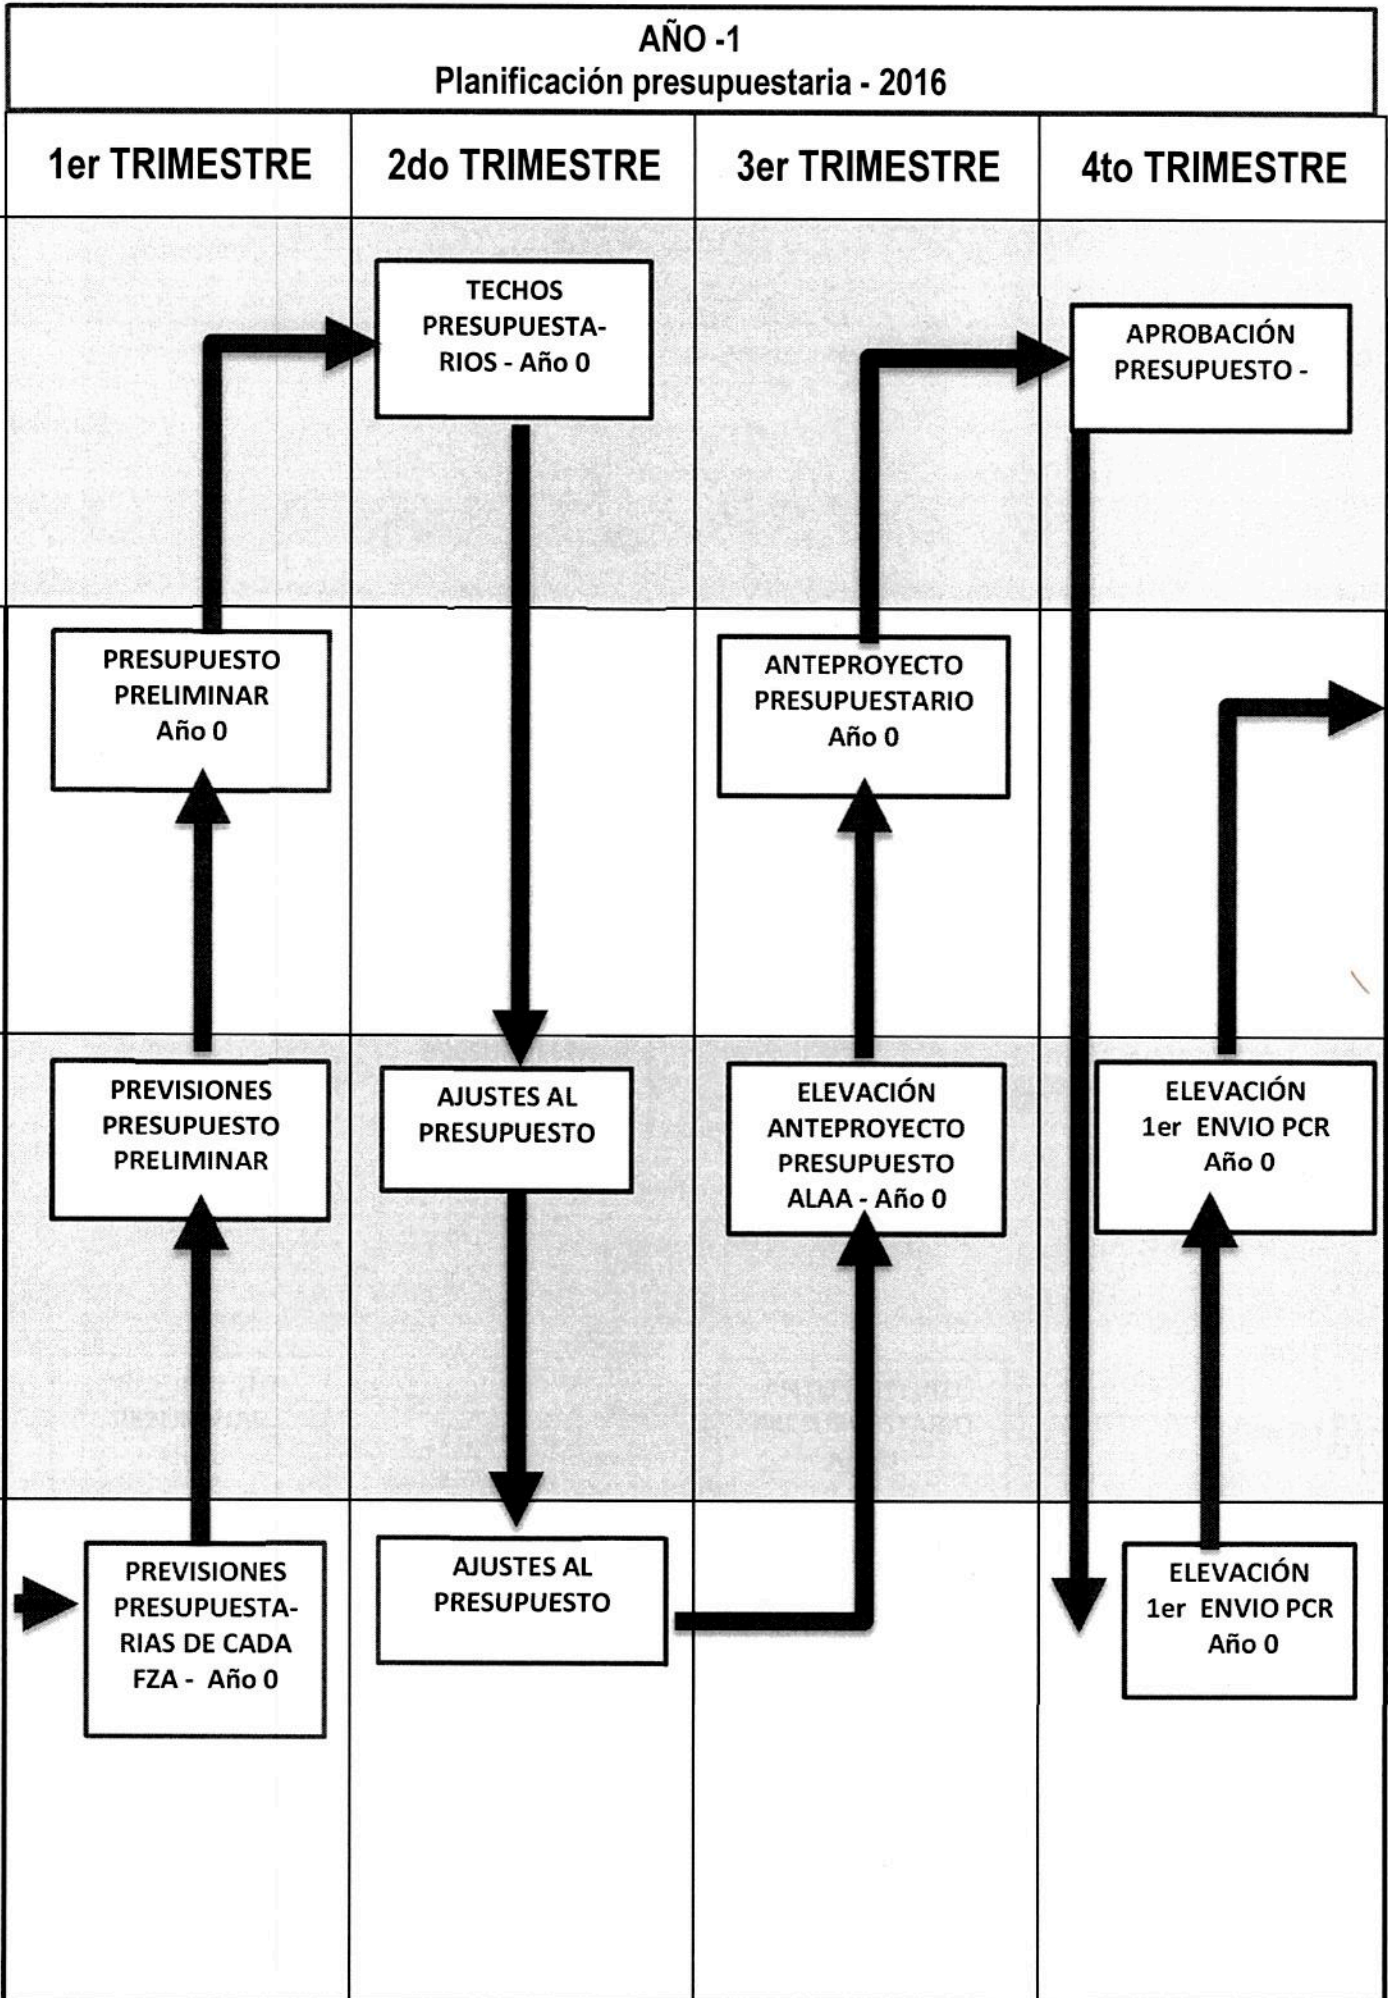 AÑO -1
Planificación presupuestaria - 2016
1er TRIMESTRE
2do TRIMESTRE
3er TRIMESTRE
4to TRIMESTRE
TECHOS
PRESUPUESTA-
RIOS - Año 0
APROBACIÓN
PRESUPUESTO -
PRESUPUESTO
PRELIMINAR
Año 0
ANTEPROYECTO
PRESUPUESTARIO
Año 0
PREVISIONES
PRESUPUESTO
PRELIMINAR
AJUSTES AL
PRESUPUESTO
ELEVACIÓN
ANTEPROYECTO
PRESUPUESTO
ALAA - Año 0
ELEVACIÓN
1er ENVIO PCR
Año 0
PREVISIONES
PRESUPUESTA-
RIAS DE CADA
FZA - Año 0
AJUSTES AL
PRESUPUESTO
ELEVACIÓN
1er ENVIO PCR
Año 0